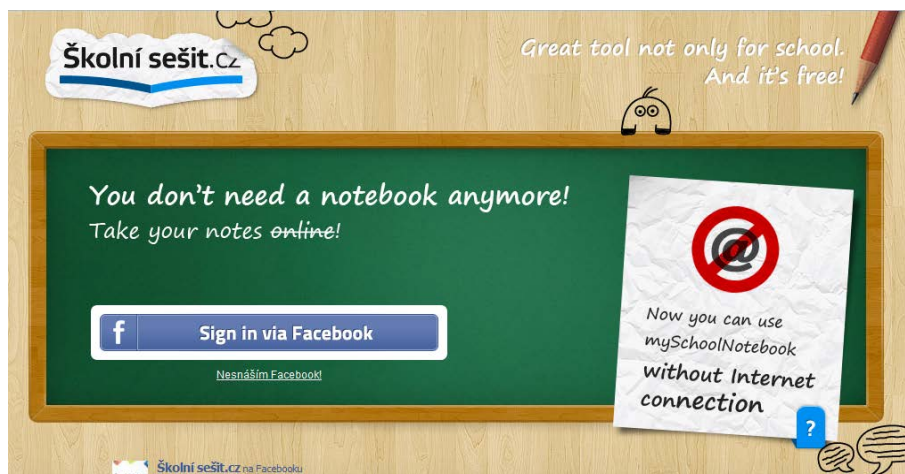 Školní sešit.cz
Great tool not only for school.
And it's free!
You don't need a notebook anymore!
Take your notes online!
f Sign in via Facebook
Nesnáším Facebook!
@
Now you can use
mySchoolNotebook
without Internet
connection
?
Školní sešit.cz na Facebooku